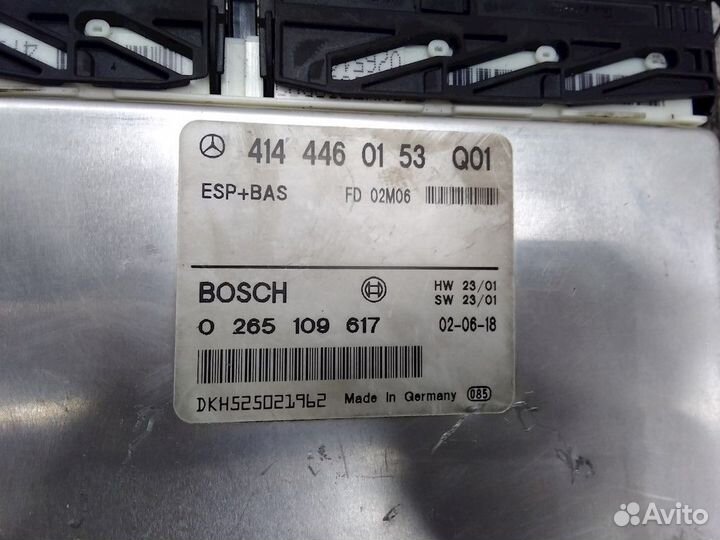 414 446 01 53 Q01
ESP+BAS FD 02M06
BOSCH HW 23/01
SW 23/01
0 265 109 617 02-06-18
DKH525021962 Made In Germany 085
Avito